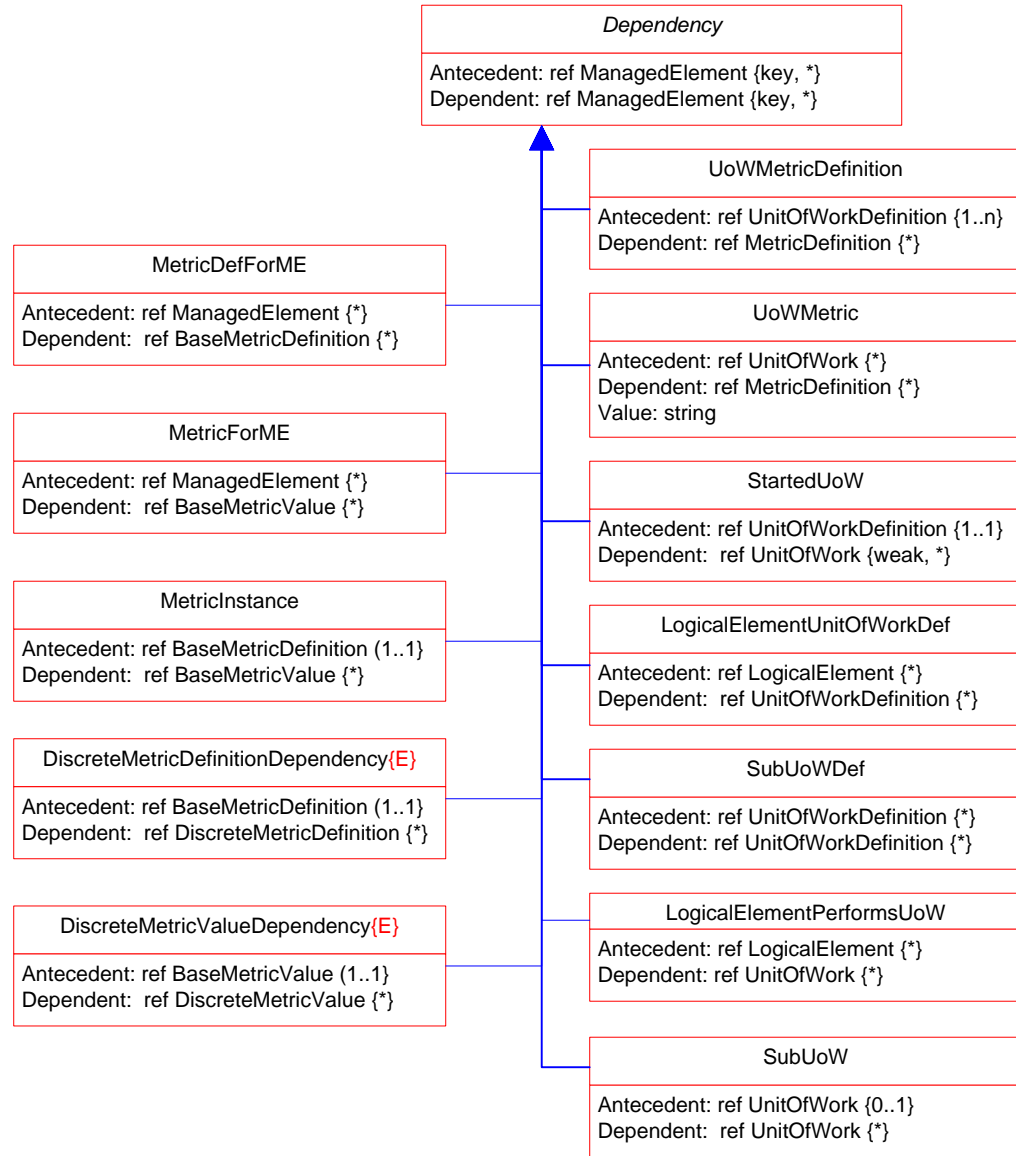 Dependency
Antecedent: ref ManagedElement {key, *}
Dependent: ref ManagedElement {key, *}
MetricDefForME
Antecedent: ref ManagedElement {*}
Dependent:  ref BaseMetricDefinition {*}
MetricForME
Antecedent: ref ManagedElement {*}
Dependent:  ref BaseMetricValue {*}
MetricInstance
Antecedent: ref BaseMetricDefinition (1..1}
Dependent:  ref BaseMetricValue {*}
DiscreteMetricDefinitionDependency{E}
Antecedent: ref BaseMetricDefinition (1..1}
Dependent:  ref DiscreteMetricDefinition {*}
DiscreteMetricValueDependency{E}
Antecedent: ref BaseMetricValue (1..1}
Dependent:  ref DiscreteMetricValue {*}
UoWMetricDefinition
Antecedent: ref UnitOfWorkDefinition {1..n}
Dependent: ref MetricDefinition {*}
UoWMetric
Antecedent: ref UnitOfWork {*}
Dependent: ref MetricDefinition {*}
Value: string
StartedUoW
Antecedent: ref UnitOfWorkDefinition {1..1}
Dependent:  ref UnitOfWork {weak, *}
LogicalElementUnitOfWorkDef
Antecedent: ref LogicalElement {*}
Dependent:  ref UnitOfWorkDefinition {*}
SubUoWDef
Antecedent: ref UnitOfWorkDefinition {*}
Dependent: ref UnitOfWorkDefinition {*}
LogicalElementPerformsUoW
Antecedent: ref LogicalElement {*}
Dependent:  ref UnitOfWork {*}
SubUoW
Antecedent: ref UnitOfWork {0..1}
Dependent:  ref UnitOfWork {*}